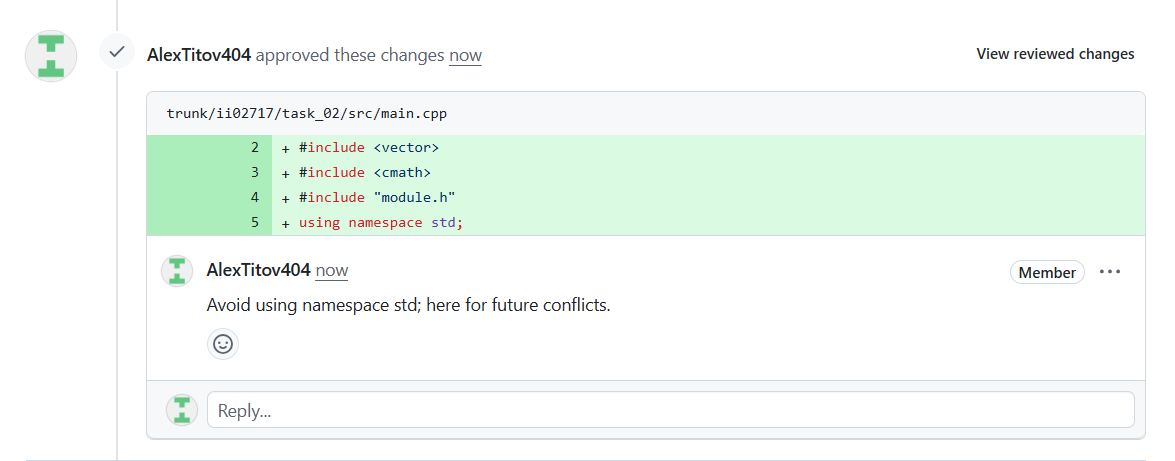 AlexTitov404 approved these changes now
View reviewed changes
trunk/ii02717/task_02/src/main.cpp
2 + #include <vector>
3 + #include <cmath>
4 + #include "module.h"
5 + using namespace std;
AlexTitov404 now
Member
Avoid using namespace std; here for future conflicts.
Reply...